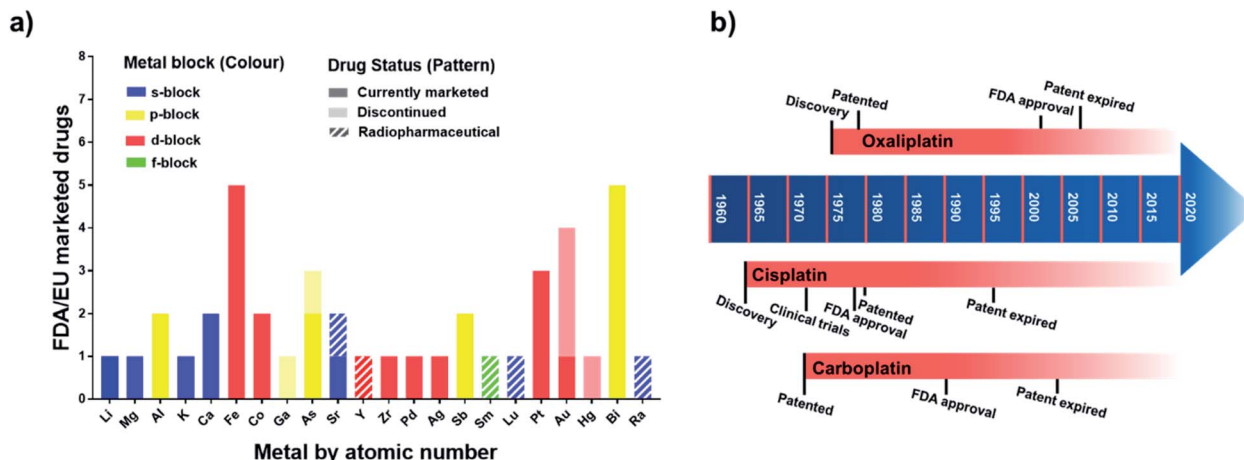 a)
FDA/EU marketed drugs
8
7
6
5
4
3
2
1
0
Metal block (Colour)
s-block
p-block
d-block
f-block
Drug Status (Pattern)
Currently marketed
Discontinued
Radiopharmaceutical
Li Mg Al K Ca Fe Co Ga As Sr Y Zr Pd Ag Sb Sm Lu Pt Au Hg Bi Ra
Metal by atomic number
b)
Discovery
Patented
FDA approval
Patent expired
Oxaliplatin
1960 1965 1970 1975 1980 1985 1990 1995 2000 2005 2010 2015 2020
Cisplatin
Discovery
Clinical trials
FDA approval
Patented
Patent expired
Carboplatin
Patented
FDA approval
Patent expired